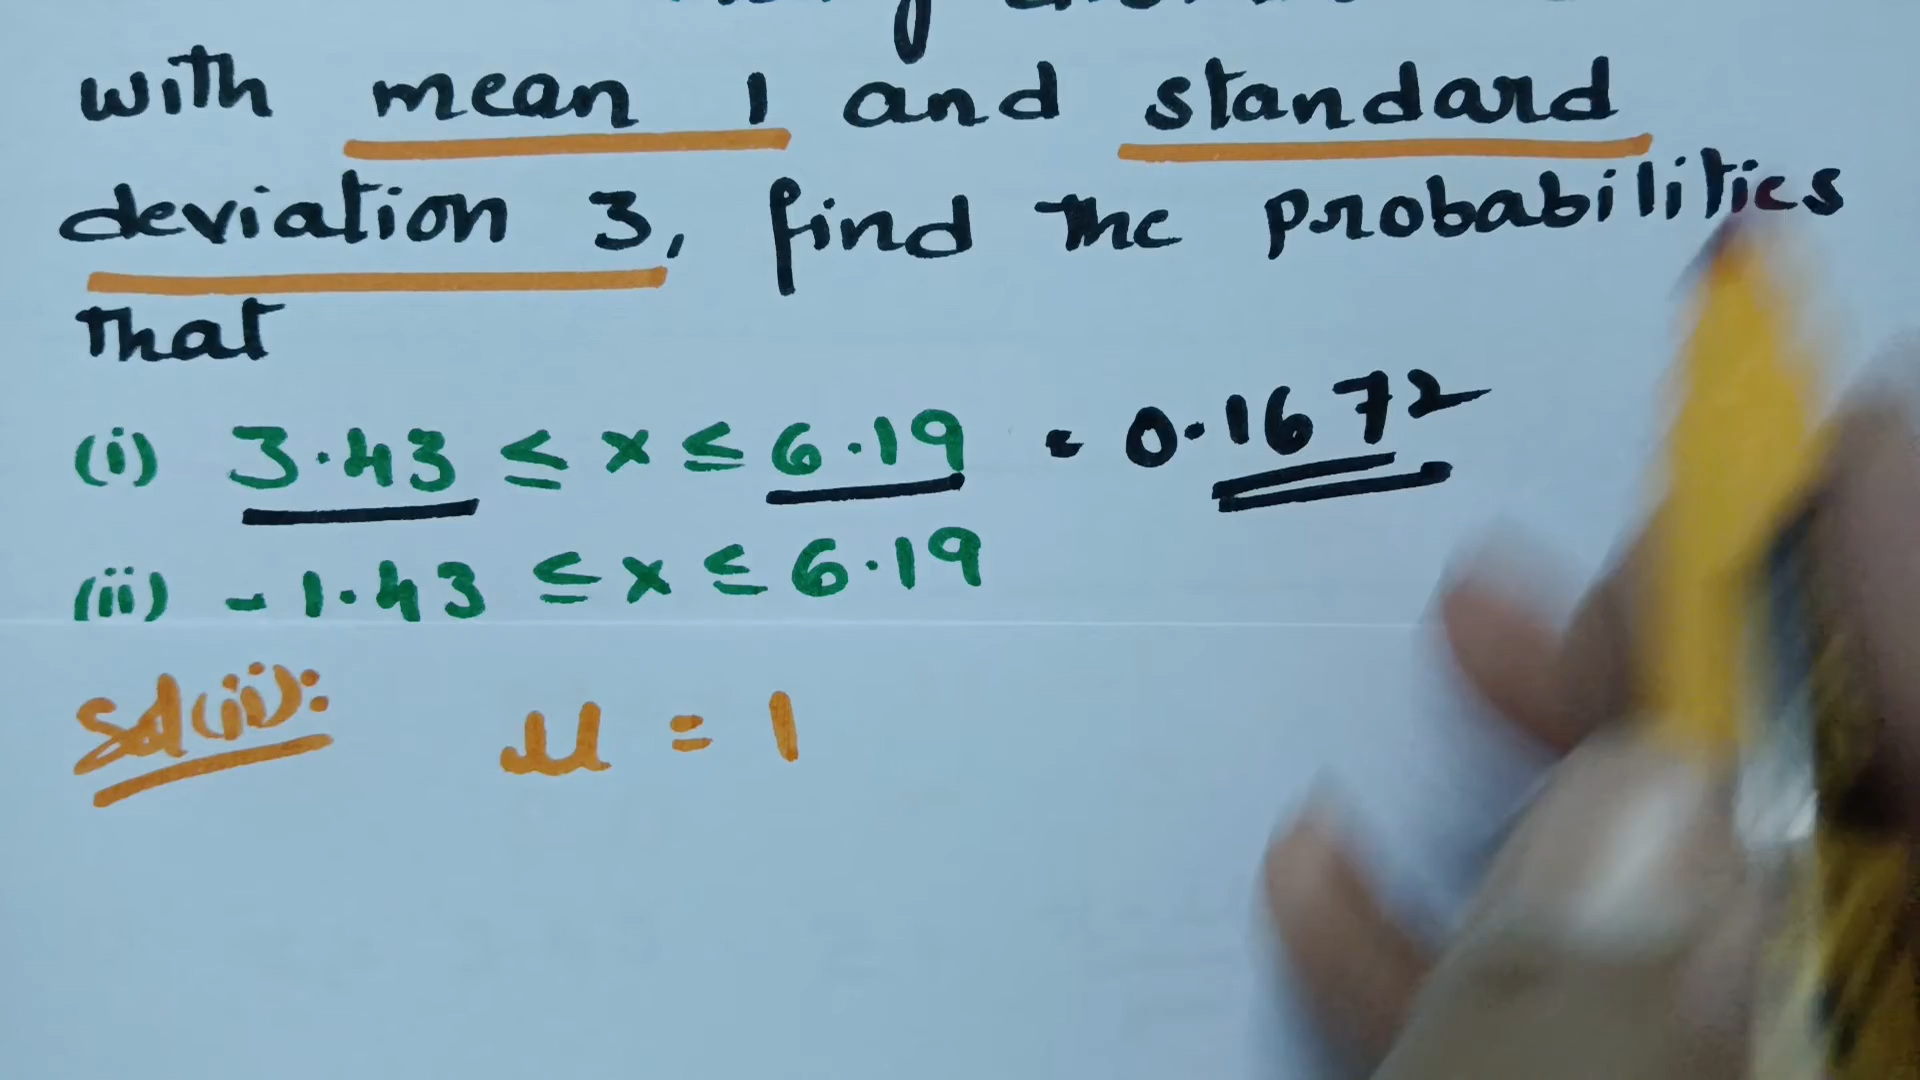 with mean 1 and standard
deviation 3, find the probabilities
that
(i) 3.43 ≤ x ≤ 6.19 = 0.1672
(ii) -1.43 ≤ x ≤ 6.19
Sol(ii): μ = 1